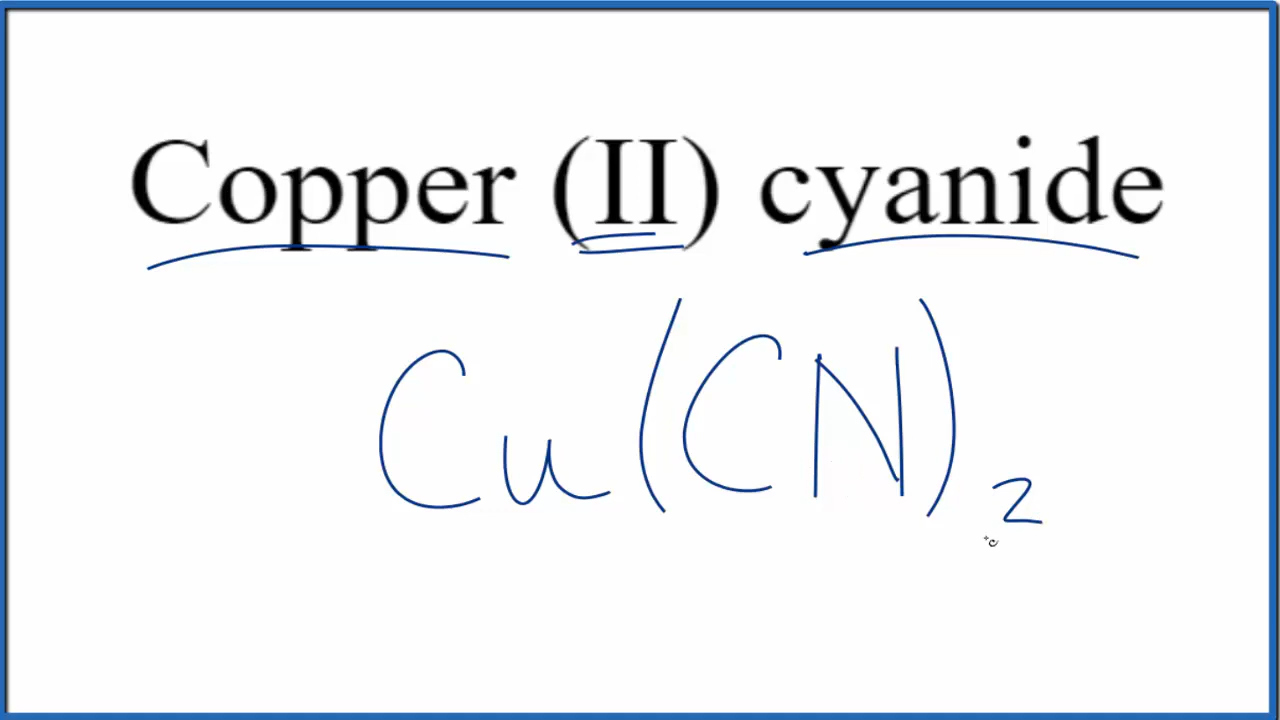 Copper (II) cyanide
Cu(CN)₂